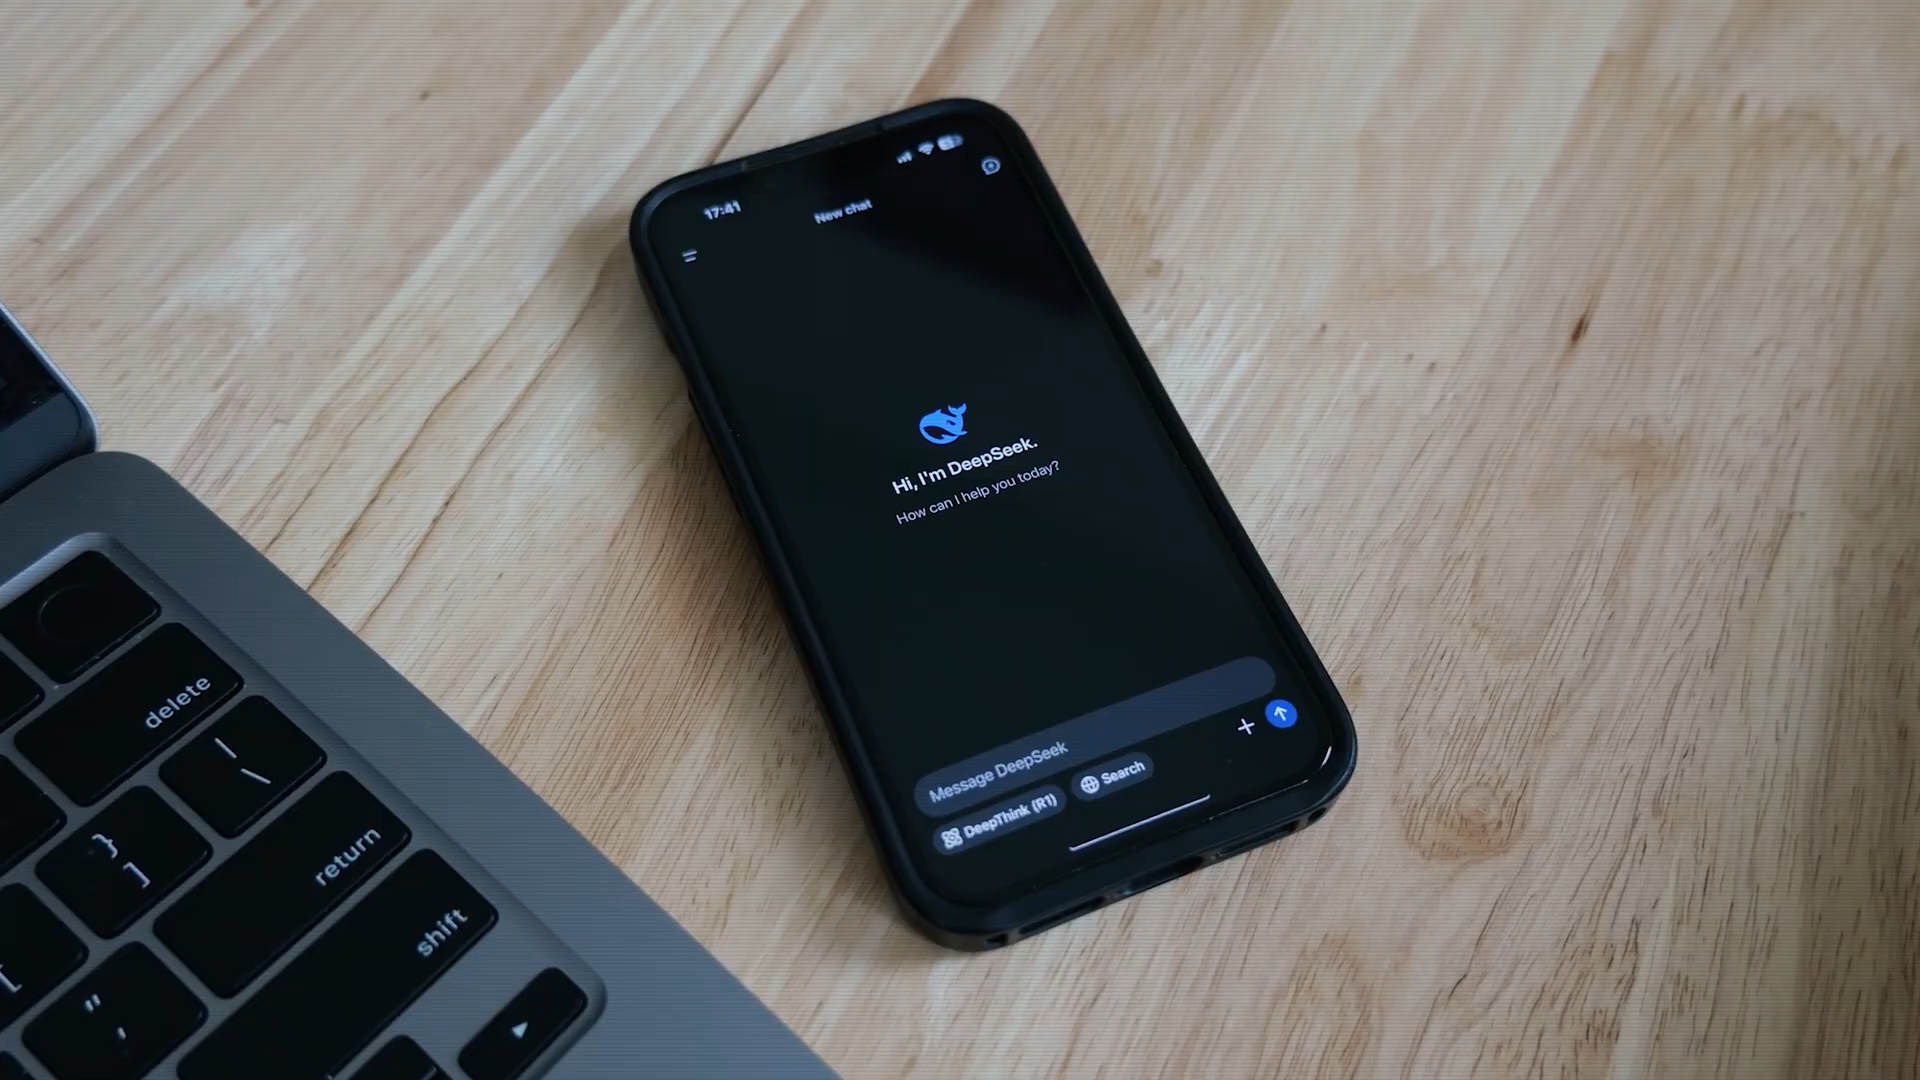 17:41
New chat
Hi, I'm DeepSeek.
How can I help you today?
Message DeepSeek
DeepThink (R1)
Search
delete
|
\
}
]
return
shift
[
"
,